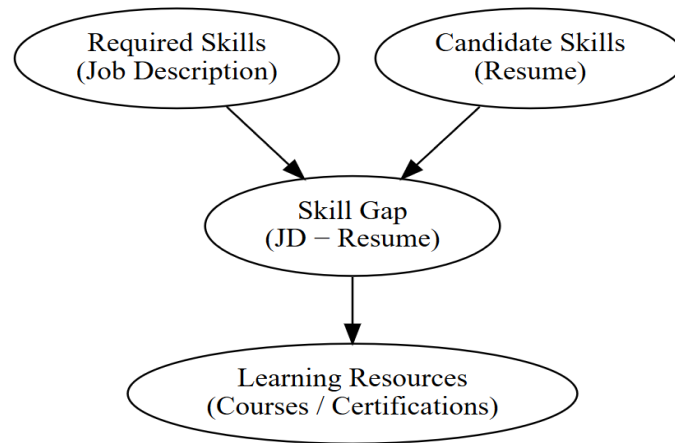 Required Skills
(Job Description)
Candidate Skills
(Resume)
Skill Gap
(JD − Resume)
Learning Resources
(Courses / Certifications)